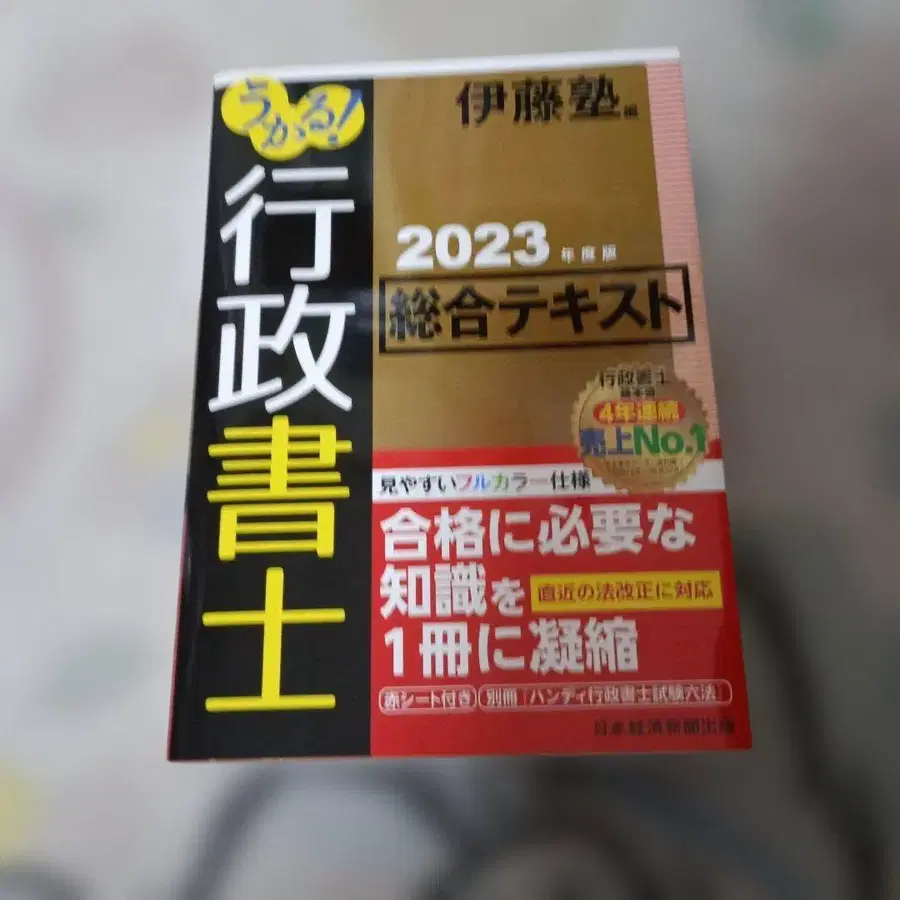 うかる!
行政書士
伊藤塾 編
2023 年度版
総合テキスト
行政書士
基本書
4年連続
売上No.1
見やすいフルカラー仕様
合格に必要な
知識を
直近の法改正に対応
1冊に凝縮
赤シート付き
別冊「ハンディ行政書士試験六法」
日本経済新聞出版